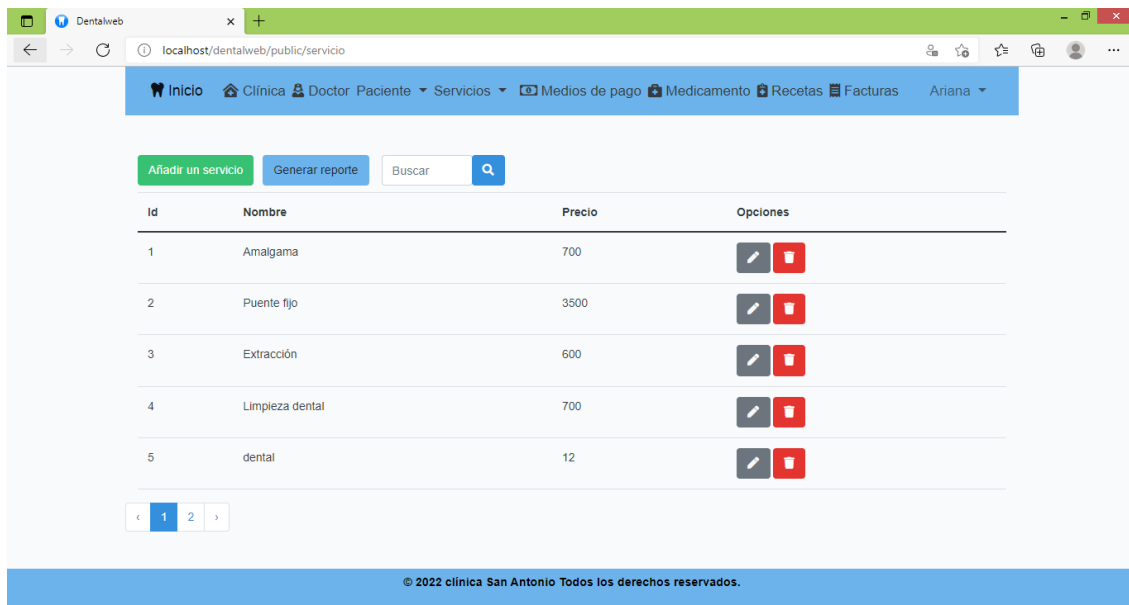 Dentalweb
localhost/dentalweb/public/servicio
Inicio Clínica Doctor Paciente Servicios Medios de pago Medicamento Recetas Facturas Ariana
Añadir un servicio Generar reporte Buscar
Id Nombre Precio Opciones
1 Amalgama 700
2 Puente fijo 3500
3 Extracción 600
4 Limpieza dental 700
5 dental 12
‹ 1 2 ›
© 2022 clínica San Antonio Todos los derechos reservados.